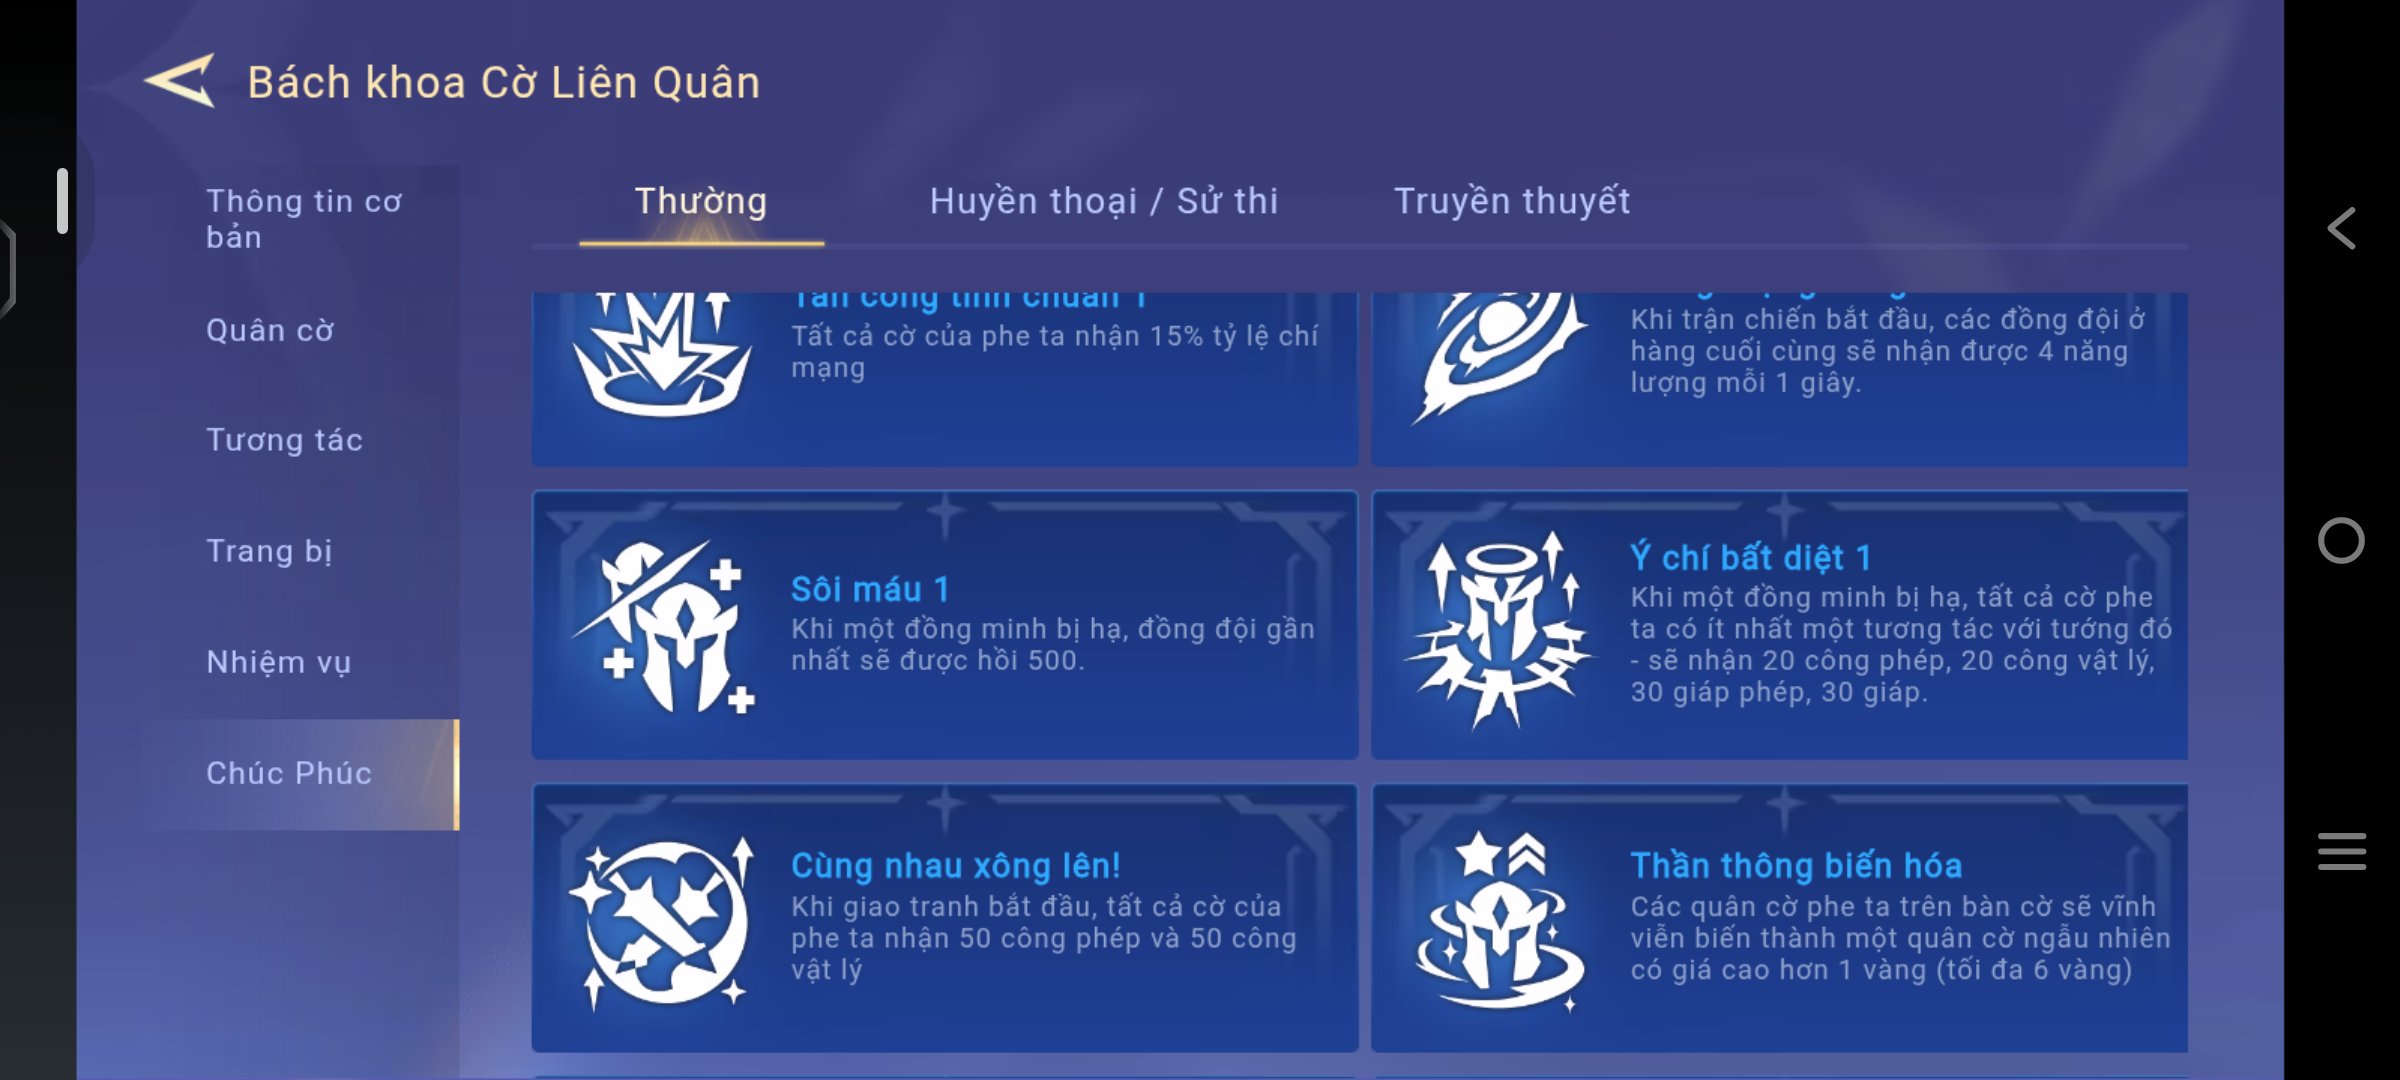 Bách khoa Cờ Liên Quân
Thông tin cơ
bản
Quân cờ
Tương tác
Trang bị
Nhiệm vụ
Chúc Phúc
Thường
Huyền thoại / Sử thi
Truyền thuyết
Tấn công tinh chuẩn 1
Tất cả cờ của phe ta nhận 15% tỷ lệ chí
mạng
Khi trận chiến bắt đầu, các đồng đội ở
hàng cuối cùng sẽ nhận được 4 năng
lượng mỗi 1 giây.
Sôi máu 1
Khi một đồng minh bị hạ, đồng đội gần
nhất sẽ được hồi 500.
Ý chí bất diệt 1
Khi một đồng minh bị hạ, tất cả cờ phe
ta có ít nhất một tương tác với tướng đó
- sẽ nhận 20 công phép, 20 công vật lý,
30 giáp phép, 30 giáp.
Cùng nhau xông lên!
Khi giao tranh bắt đầu, tất cả cờ của
phe ta nhận 50 công phép và 50 công
vật lý
Thần thông biến hóa
Các quân cờ phe ta trên bàn cờ sẽ vĩnh
viễn biến thành một quân cờ ngẫu nhiên
có giá cao hơn 1 vàng (tối đa 6 vàng)